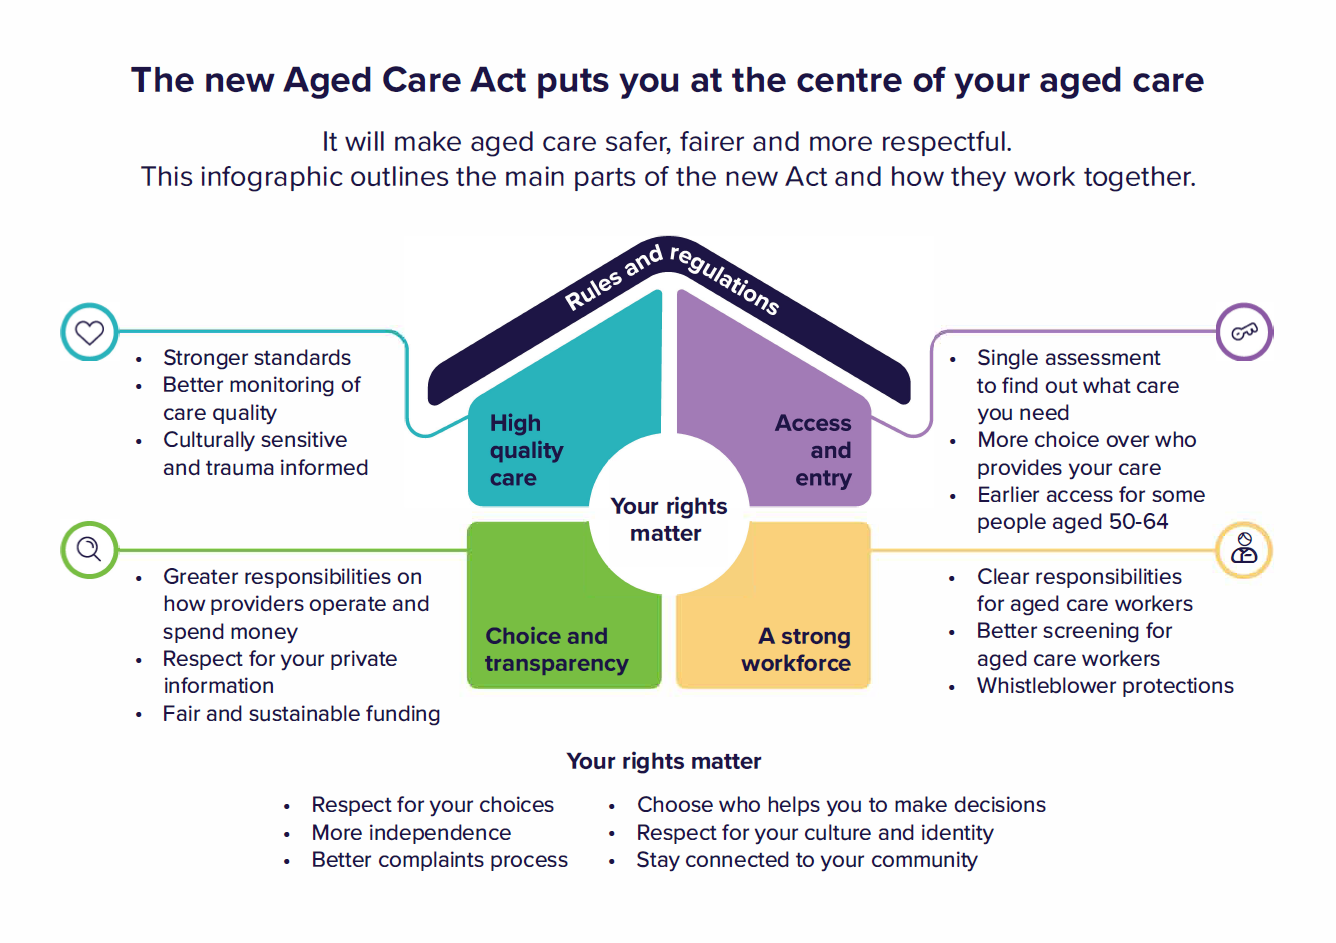 The new Aged Care Act puts you at the centre of your aged care
It will make aged care safer, fairer and more respectful.
This infographic outlines the main parts of the new Act and how they work together.
Rules and regulations
• Stronger standards
• Better monitoring of
care quality
• Culturally sensitive
and trauma informed
High
quality
care
Access
and
entry
• Single assessment
to find out what care
you need
• More choice over who
provides your care
• Earlier access for some
people aged 50-64
Your rights
matter
• Greater responsibilities on
how providers operate and
spend money
• Respect for your private
information
• Fair and sustainable funding
Choice and
transparency
A strong
workforce
• Clear responsibilities
for aged care workers
• Better screening for
aged care workers
• Whistleblower protections
Your rights matter
• Respect for your choices
• More independence
• Better complaints process
• Choose who helps you to make decisions
• Respect for your culture and identity
• Stay connected to your community